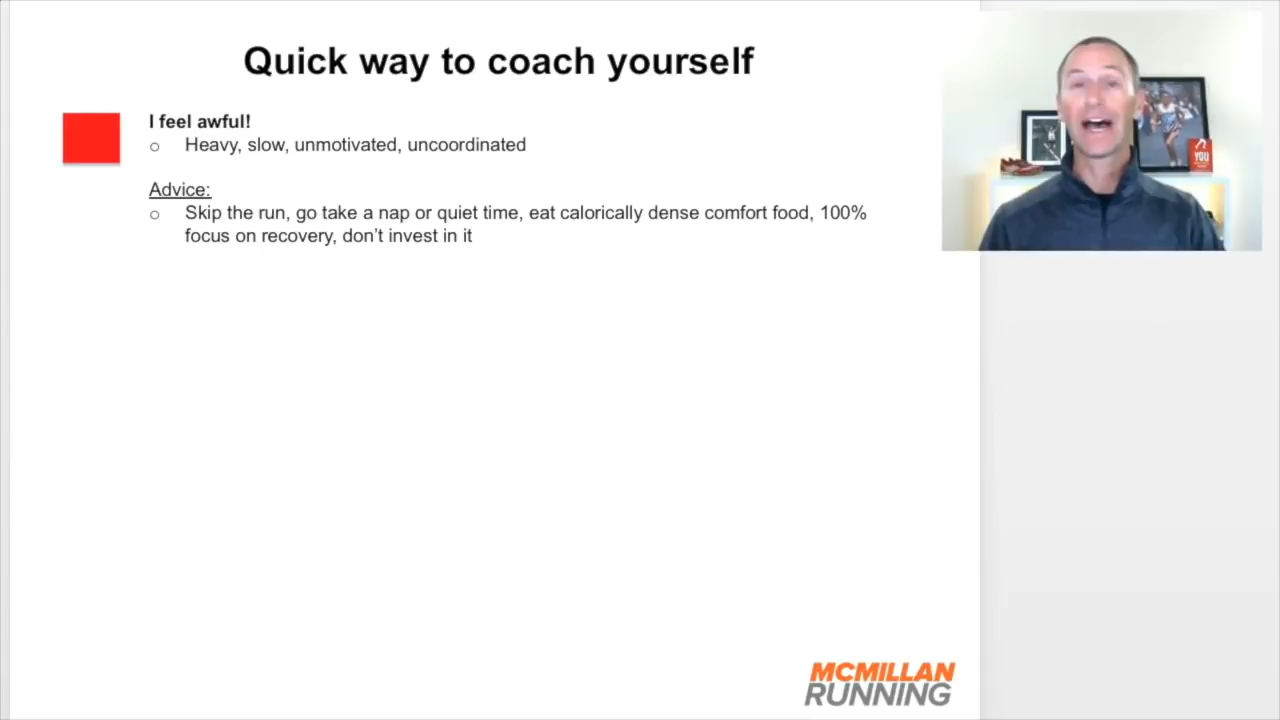 Quick way to coach yourself
I feel awful!
o Heavy, slow, unmotivated, uncoordinated
Advice:
o Skip the run, go take a nap or quiet time, eat calorically dense comfort food, 100%
focus on recovery, don’t invest in it
YOU
MCMILLAN
RUNNING